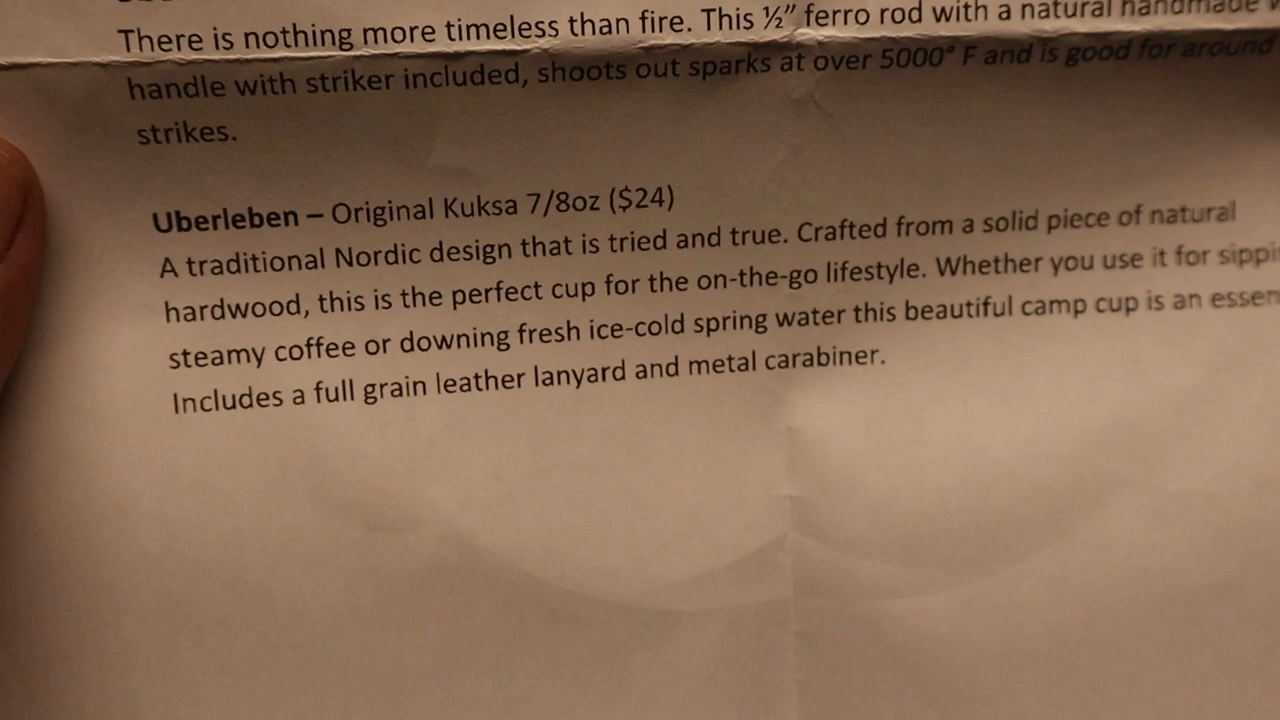 There is nothing more timeless than fire. This ½” ferro rod with a natural handmade
handle with striker included, shoots out sparks at over 5000° F and is good for around
strikes.
Uberleben – Original Kuksa 7/8oz ($24)
A traditional Nordic design that is tried and true. Crafted from a solid piece of natural
hardwood, this is the perfect cup for the on-the-go lifestyle. Whether you use it for
steamy coffee or downing fresh ice-cold spring water this beautiful camp cup is an
Includes a full grain leather lanyard and metal carabiner.